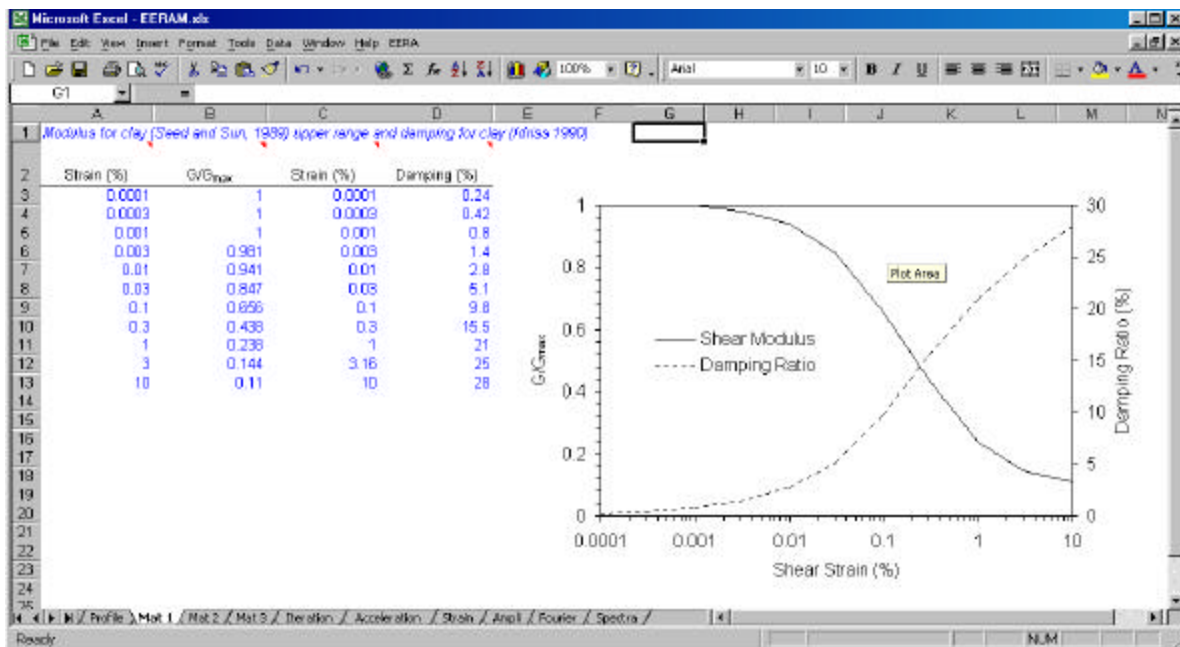 Microsoft Excel - EERAM.xls
File Edit View Insert Format Tools Data Window Help EERA
100% Arial 10 B I U
G1 =
A B C D E F G H I J K L M N
1 Modulus for clay (Seed and Sun, 1989) upper range and damping for clay (Idriss 1990)
2 Strain (%) G/Gmax Strain (%) Damping (%)
3 0.0001 1 0.0001 0.24
4 0.0003 1 0.0003 0.42
5 0.001 1 0.001 0.8
6 0.003 0.981 0.003 1.4
7 0.01 0.941 0.01 2.8
8 0.03 0.847 0.03 5.1
9 0.1 0.656 0.1 9.8
10 0.3 0.438 0.3 15.5
11 1 0.238 1 21
12 3 0.144 3.16 25
13 10 0.11 10 28
14
15
16
17
18
19
20
21
22
23
24
25
1 0.8 0.6 0.4 0.2 0
G/Gmax
Plot Area
Shear Modulus
Damping Ratio
30 25 20 15 10 5 0
Damping Ratio (%)
0.0001 0.001 0.01 0.1 1 10
Shear Strain (%)
Profile Mat 1 Mat 2 Mat 3 Iteration Acceleration Strain Ampli Fourier Spectra
Ready NUM